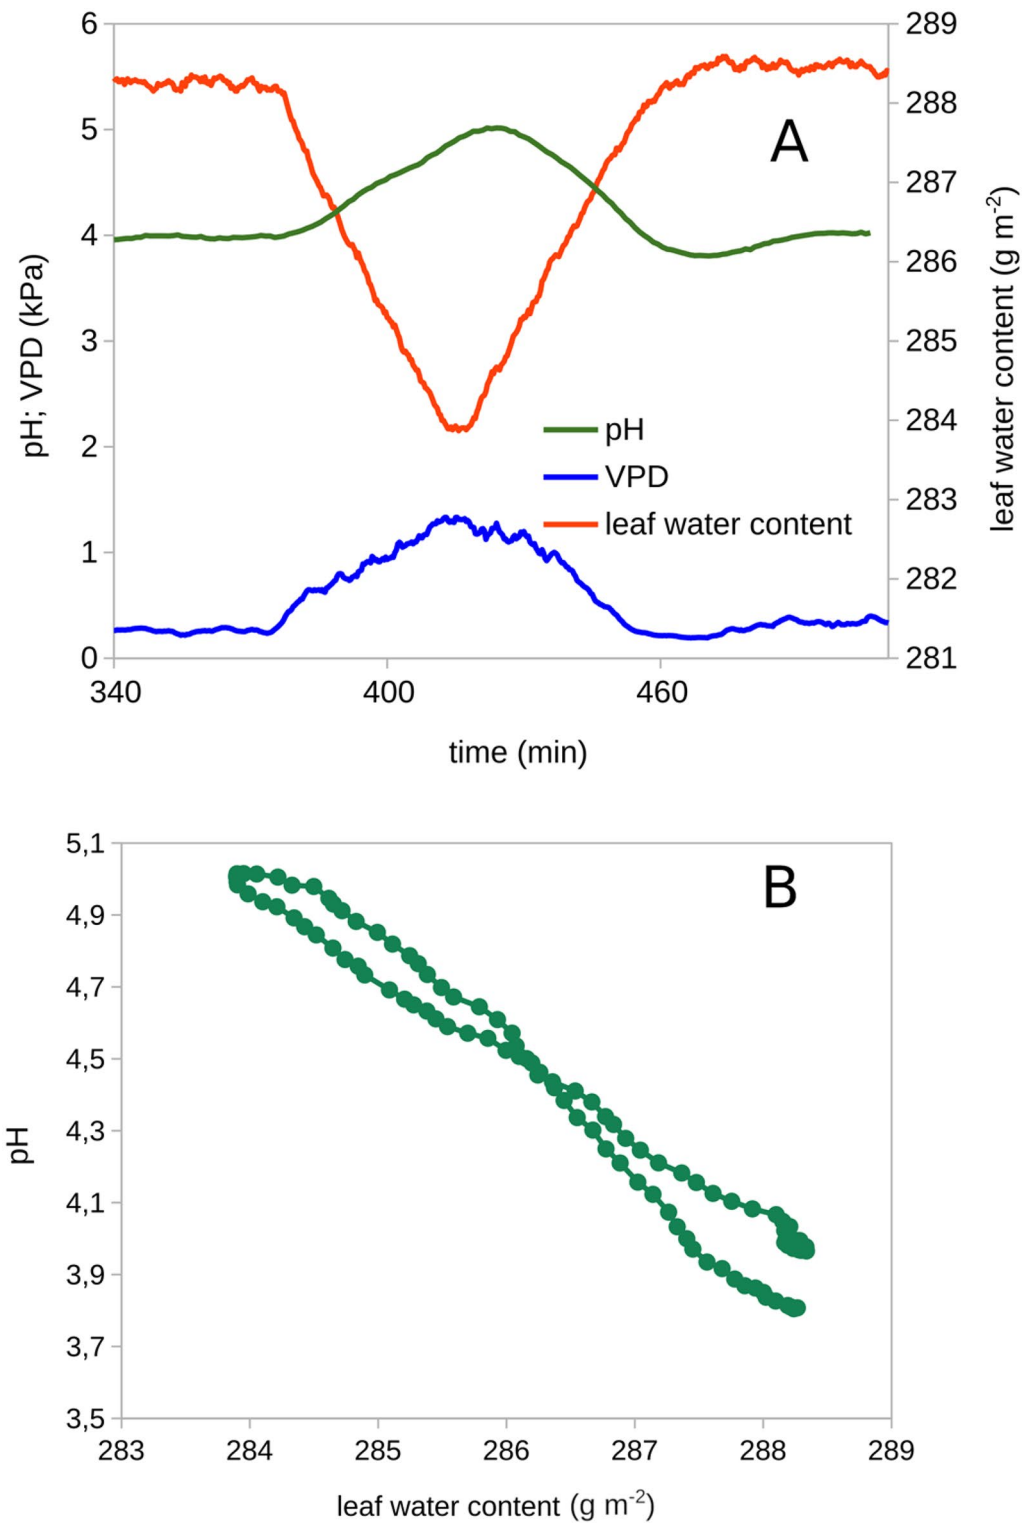 6
5
4
3
2
1
0
pH; VPD (kPa)
289
288
287
286
285
284
283
282
281
leaf water content (g m⁻²)
A
pH
VPD
leaf water content
340 400 460
time (min)
5,1
4,9
4,7
4,5
4,3
4,1
3,9
3,7
3,5
pH
B
283 284 285 286 287 288 289
leaf water content (g m⁻²)